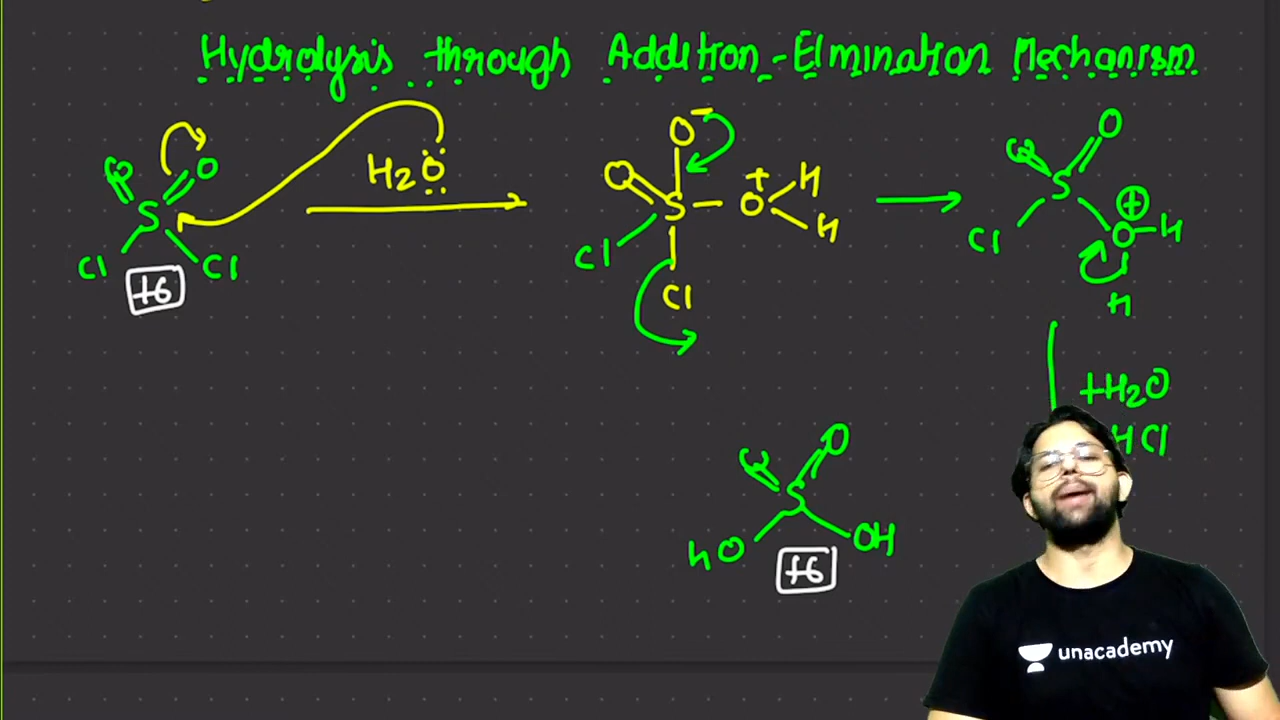 Hydrolysis through Addition-Elimination Mechanism
O S O Cl Cl
+6
H2O
O S O- Cl Cl O+ H H
O S O Cl O+ H H
+H2O
HCl
O S O HO OH
+6
unacademy